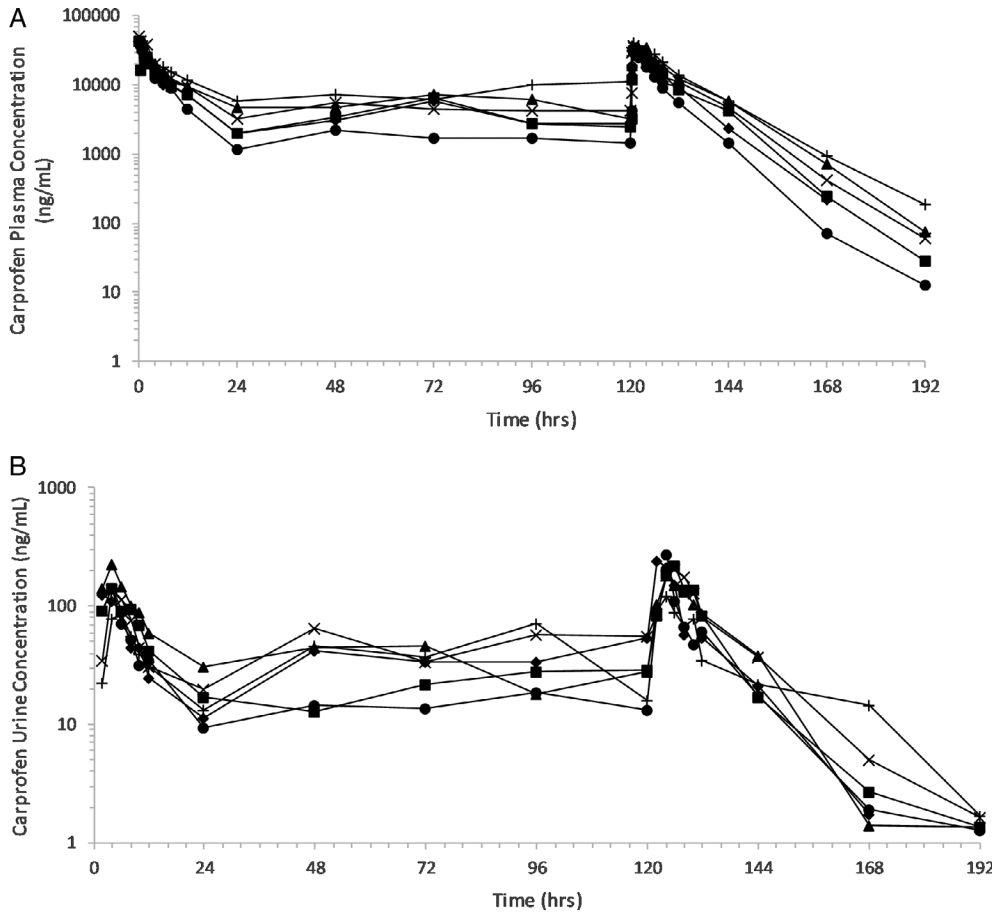 A
Carprofen Plasma Concentration
(ng/mL)
100000
10000
1000
100
10
1
0 24 48 72 96 120 144 168 192
Time (hrs)
B
Carprofen Urine Concentration (ng/mL)
1000
100
10
1
0 24 48 72 96 120 144 168 192
Time (hrs)